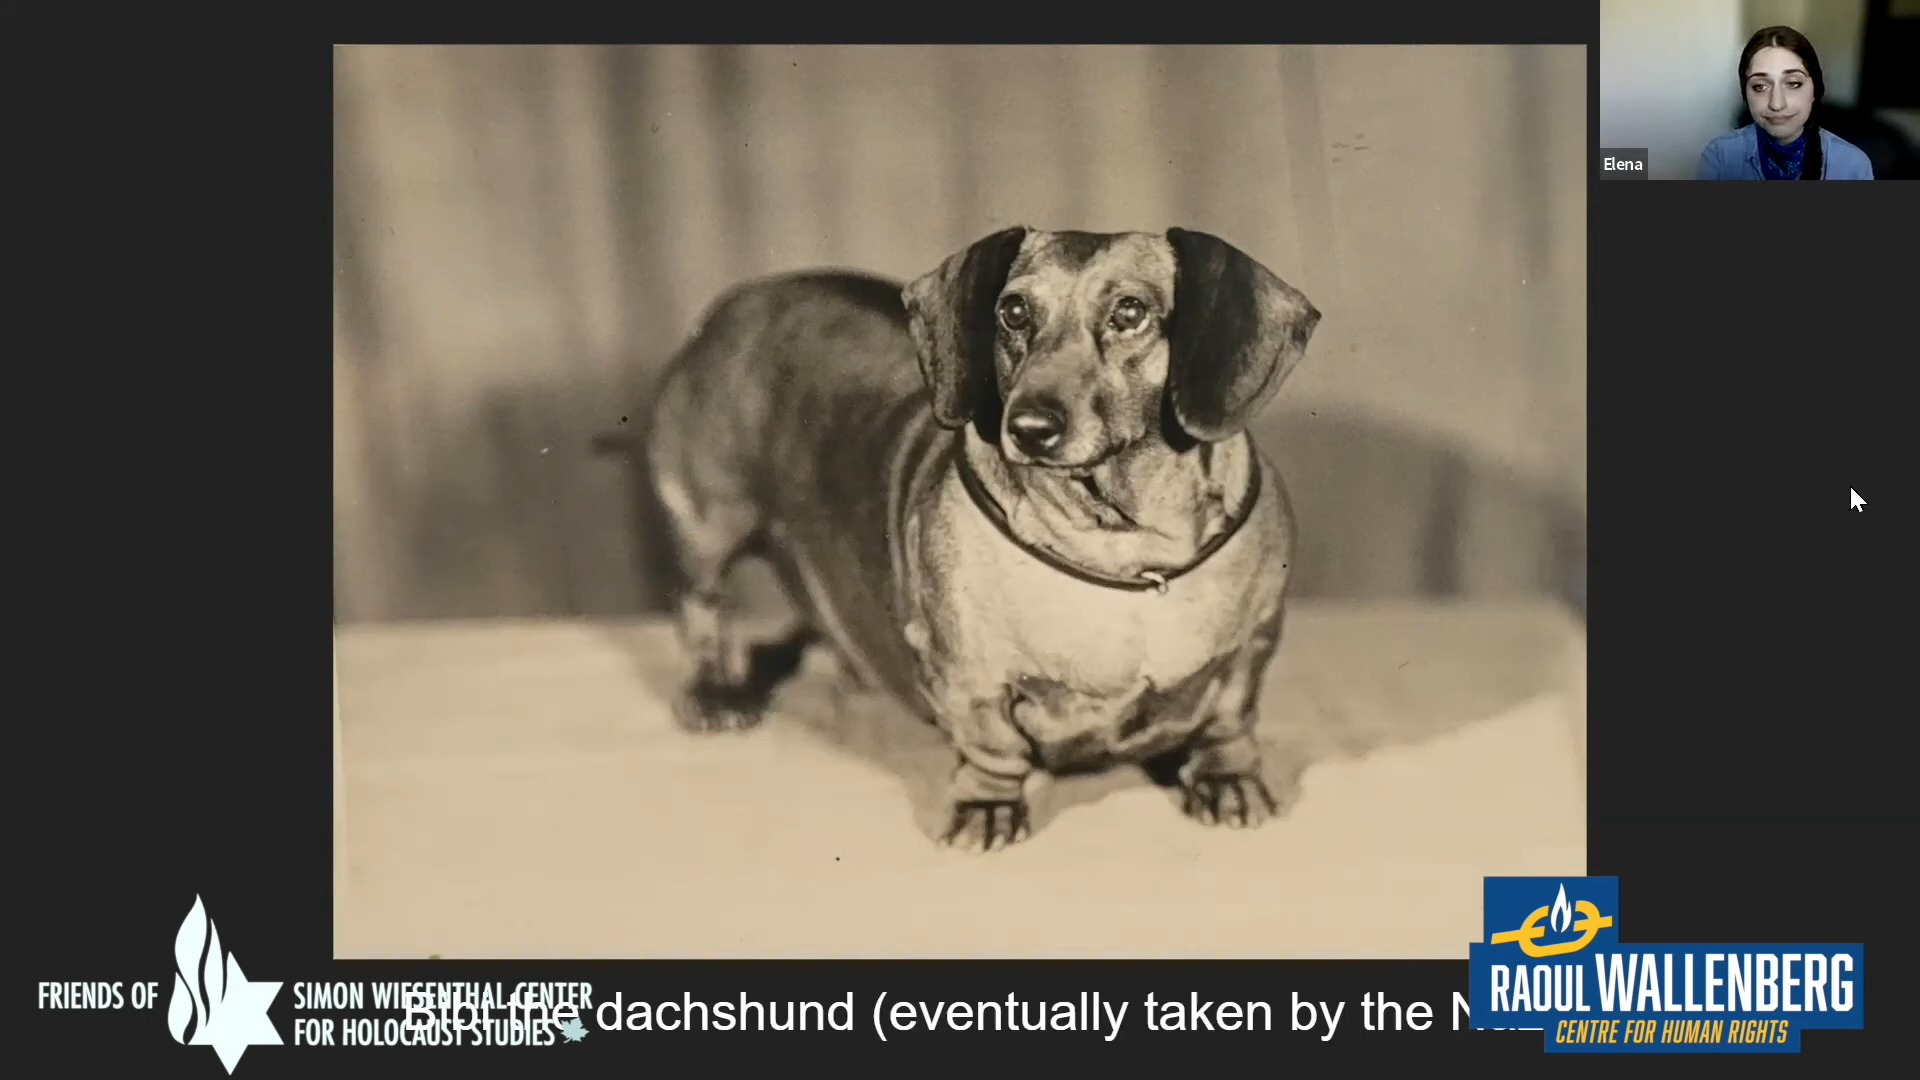 Elena
FRIENDS OF
SIMON WIESENTHAL CENTER
FOR HOLOCAUST STUDIES
the dachshund (eventually taken by the
RAOUL WALLENBERG
CENTRE FOR HUMAN RIGHTS